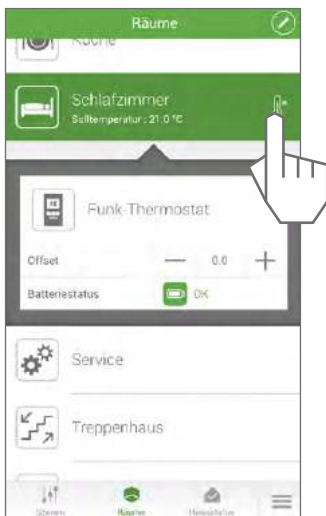 Räume
Küche
Schlafzimmer
Solltemperatur: 21.0 °C
Funk-Thermostat
Offset — 0.0 +
Batteriestatus OK
Service
Treppenhaus
Räume